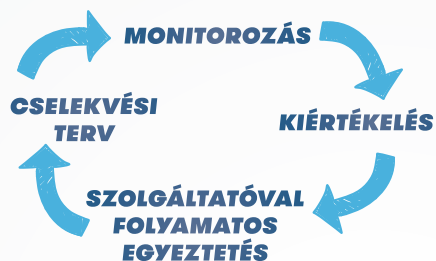 MONITOROZÁS
KIÉRTÉKELÉS
SZOLGÁLTATÓVAL
FOLYAMATOS
EGYEZTETÉS
CSELEKVÉSI
TERV